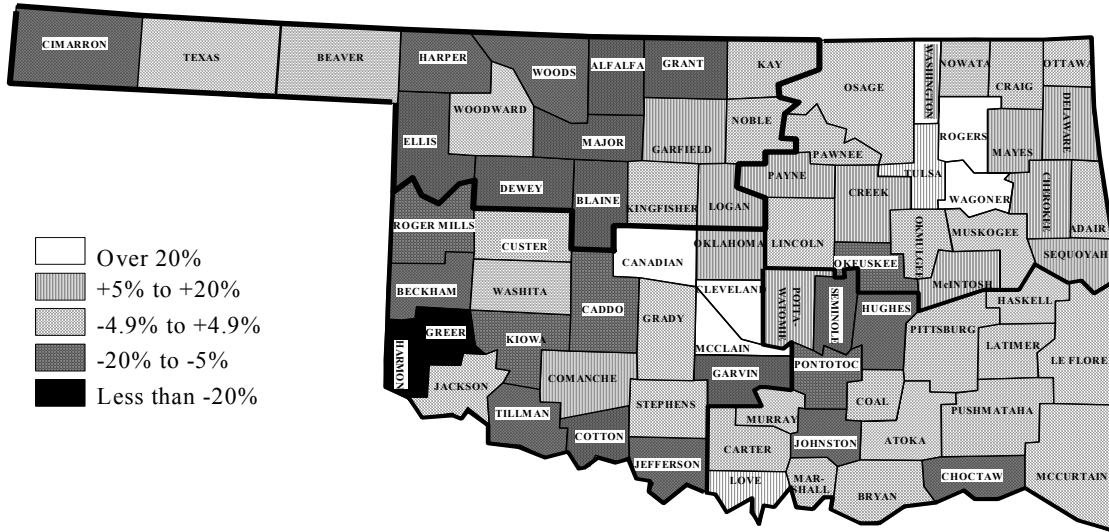 CIMARRON
TEXAS
BEAVER
HARPER
WOODS
ALFALFA
GRANT
KAY
OSAGE
WASHINGTON
NOWATA
CRAIG
OTTAWA
WOODWARD
ELLIS
MAJOR
GARFIELD
NOBLE
PAWNEE
ROGERS
MAYES
DELAWARE
DEWEY
BLAINE
KINGFISHER
LOGAN
PAYNE
CREEK
TULSA
WAGONER
CHEROKEE
ADAIR
ROGER MILLS
CUSTER
CANADIAN
OKLAHOMA
LINCOLN
OKMULGEE
MUSKOGEE
SEQUOYAH
OKFUSKEE
McINTOSH
BECKHAM
WASHITA
CADDO
GRADY
CLEVELAND
POTTA-
WATOMIE
SEMINOLE
HUGHES
HASKELL
PITTSBURG
LATIMER
LE FLORE
GREER
HARMON
KIOWA
MCCLAIN
GARVIN
PONTOTOC
JACKSON
COMANCHE
STEPHENS
MURRAY
COAL
PUSHMATAHA
TILLMAN
COTTON
CARTER
JOHNSTON
ATOKA
MCCURTAIN
JEFFERSON
LOVE
MAR-
SHALL
BRYAN
CHOCTAW
Over 20%
+5% to +20%
-4.9% to +4.9%
-20% to -5%
Less than -20%